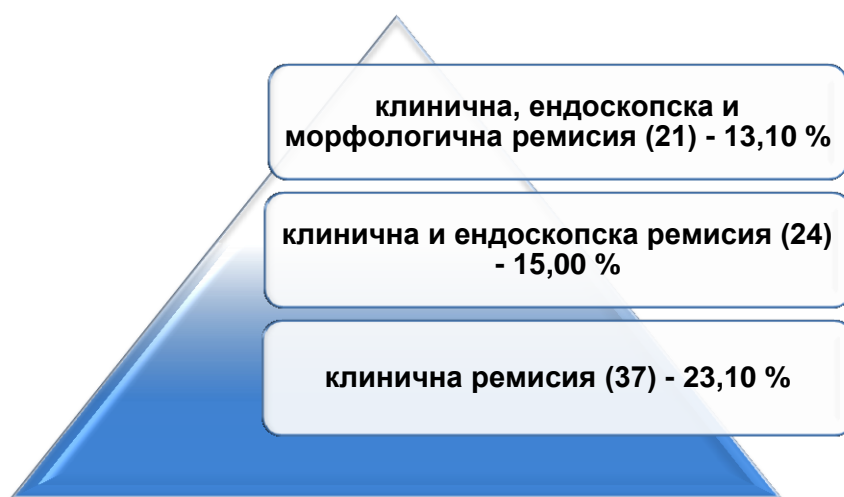 клинична, ендоскопска и
морфологична ремисия (21) - 13,10 %
клинична и ендоскопска ремисия (24)
- 15,00 %
клинична ремисия (37) - 23,10 %